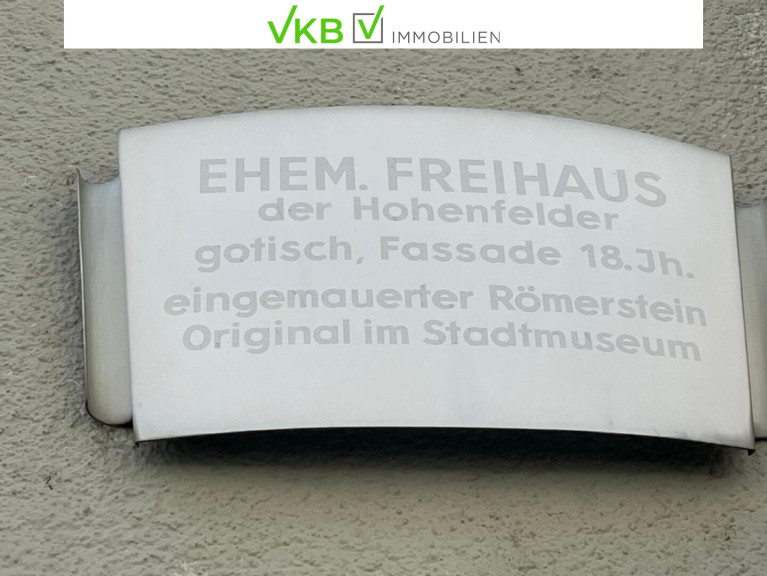 VKB IMMOBILIEN
EHEM. FREIHAUS
der Hohenfelder
gotisch, Fassade 18.Jh.
eingemauerter Römerstein
Original im Stadtmuseum